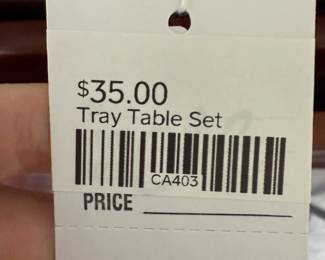 $35.00
Tray Table Set
CA403
PRICE